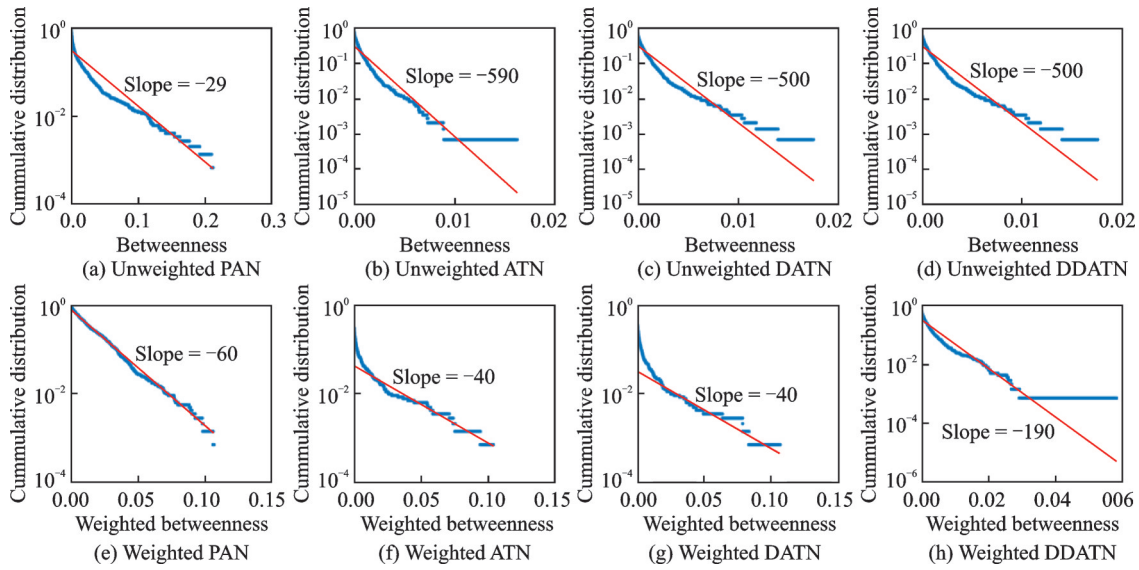 Cummulative distribution
10^0
10^-2
10^-4
0.0
0.1
0.2
0.3
Slope = −29
Betweenness
(a) Unweighted PAN
Cummulative distribution
10^0
10^-1
10^-2
10^-3
10^-4
10^-5
0.00
0.01
0.02
Slope = −590
Betweenness
(b) Unweighted ATN
Cummulative distribution
10^0
10^-1
10^-2
10^-3
10^-4
10^-5
0.00
0.01
0.02
Slope = −500
Betweenness
(c) Unweighted DATN
Cummulative distribution
10^0
10^-1
10^-2
10^-3
10^-4
10^-5
0.00
0.01
0.02
Slope = −500
Betweenness
(d) Unweighted DDATN
Cummulative distribution
10^0
10^-2
10^-4
0.00
0.05
0.10
0.15
Slope = −60
Weighted betweenness
(e) Weighted PAN
Cummulative distribution
10^0
10^-2
10^-4
0.00
0.05
0.10
0.15
Slope = −40
Weighted betweenness
(f) Weighted ATN
Cummulative distribution
10^0
10^-2
10^-4
0.00
0.05
0.10
0.15
Slope = −40
Weighted betweenness
(g) Weighted DATN
Cummulative distribution
10^0
10^-2
10^-4
10^-6
0.00
0.02
0.04
006
Slope = −190
Weighted betweenness
(h) Weighted DDATN